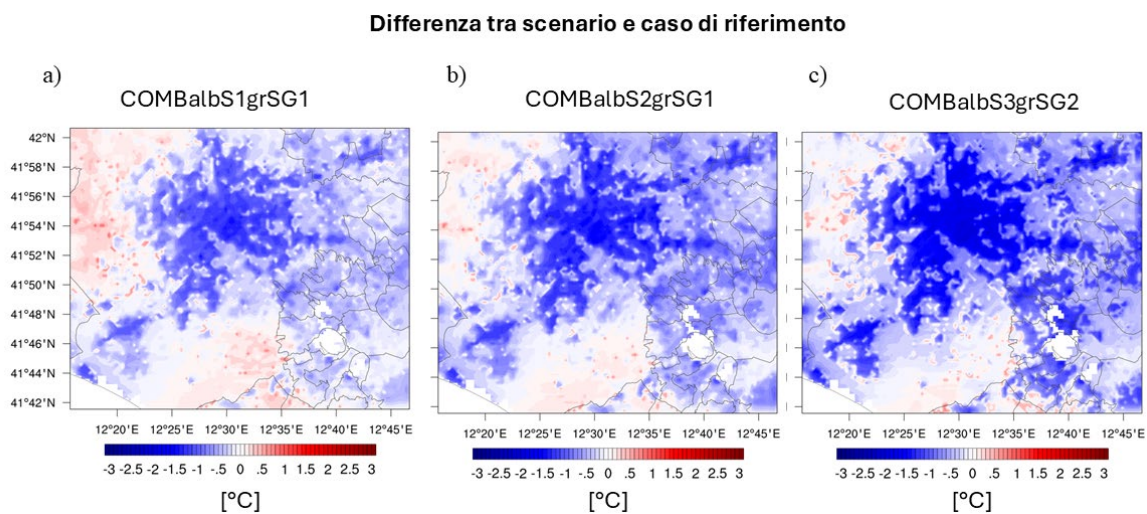 Differenza tra scenario e caso di riferimento
a) b) c)
COMBalbS1grSG1 COMBalbS2grSG1 COMBalbS3grSG2
42°N
41°58'N
41°56'N
41°54'N
41°52'N
41°50'N
41°48'N
41°46'N
41°44'N
41°42'N
12°20'E 12°25'E 12°30'E 12°35'E 12°40'E 12°45'E 12°20'E 12°25'E 12°30'E 12°35'E 12°40'E 12°45'E 12°20'E 12°25'E 12°30'E 12°35'E 12°40'E 12°45'E
-3 -2.5 -2 -1.5 -1 -.5 0 .5 1 1.5 2 2.5 3 -3 -2.5 -2 -1.5 -1 -.5 0 .5 1 1.5 2 2.5 3 -3 -2.5 -2 -1.5 -1 -.5 0 .5 1 1.5 2 2.5 3
[°C] [°C] [°C]